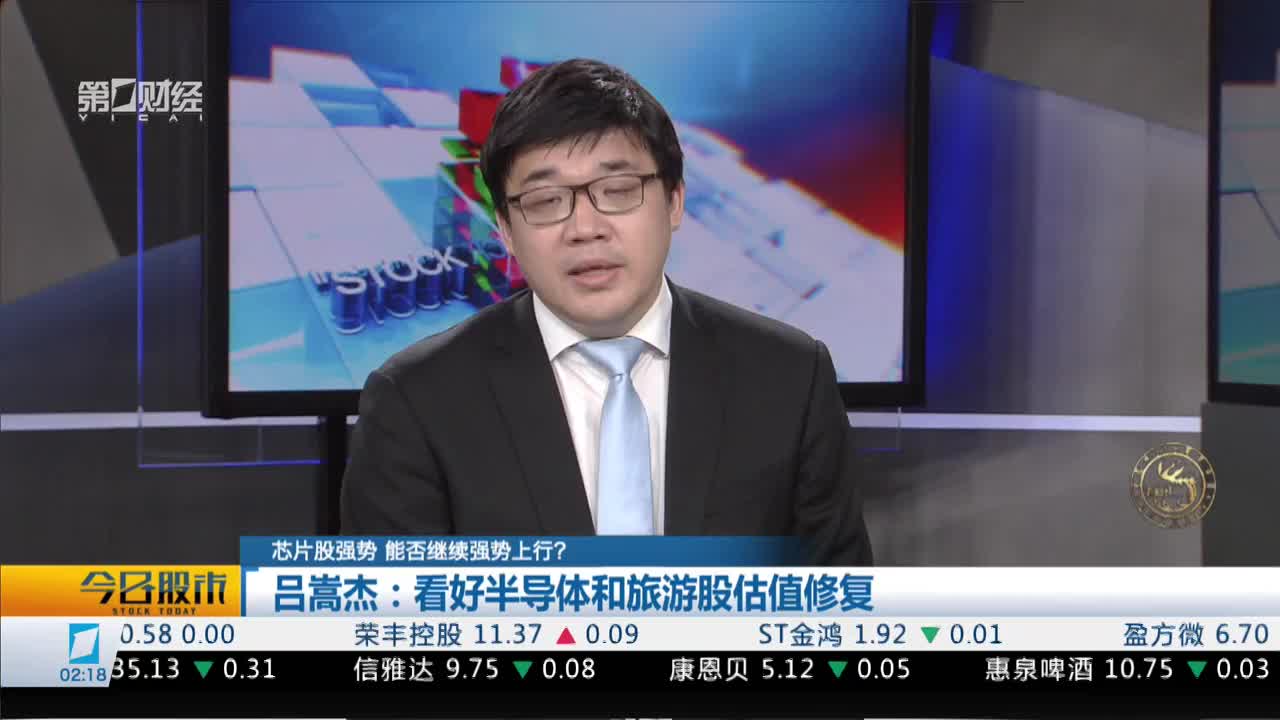 第一财经
YICAI
"STOCK
芯片股强势 能否继续强势上行?
今日股市
STOCK TODAY
吕嵩杰：看好半导体和旅游股估值修复
0.58 0.00 荣丰控股 11.37 ▲ 0.09 ST金鸿 1.92 ▼ 0.01 盈方微 6.70
02:18
35.13 ▼ 0.31 信雅达 9.75 ▼ 0.08 康恩贝 5.12 ▼ 0.05 惠泉啤酒 10.75 ▼ 0.03